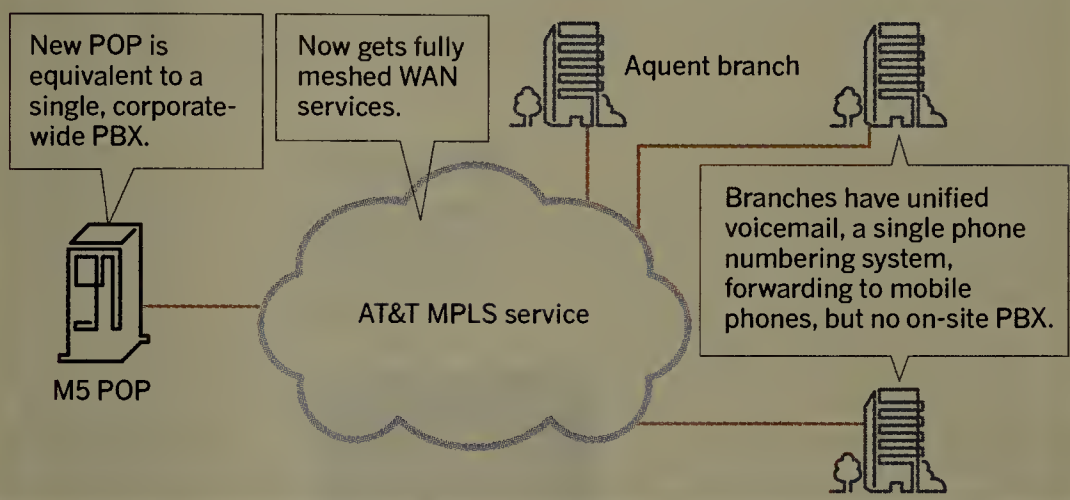 New POP is
equivalent to a
single, corporate-
wide PBX.
Now gets fully
meshed WAN
services.
Aquent branch
Branches have unified
voicemail, a single phone
numbering system,
forwarding to mobile
phones, but no on-site PBX.
AT&T MPLS service
M5 POP